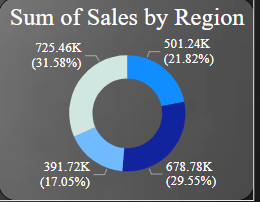 Sum of Sales by Region
725.46K
(31.58%)
501.24K
(21.82%)
391.72K
(17.05%)
678.78K
(29.55%)